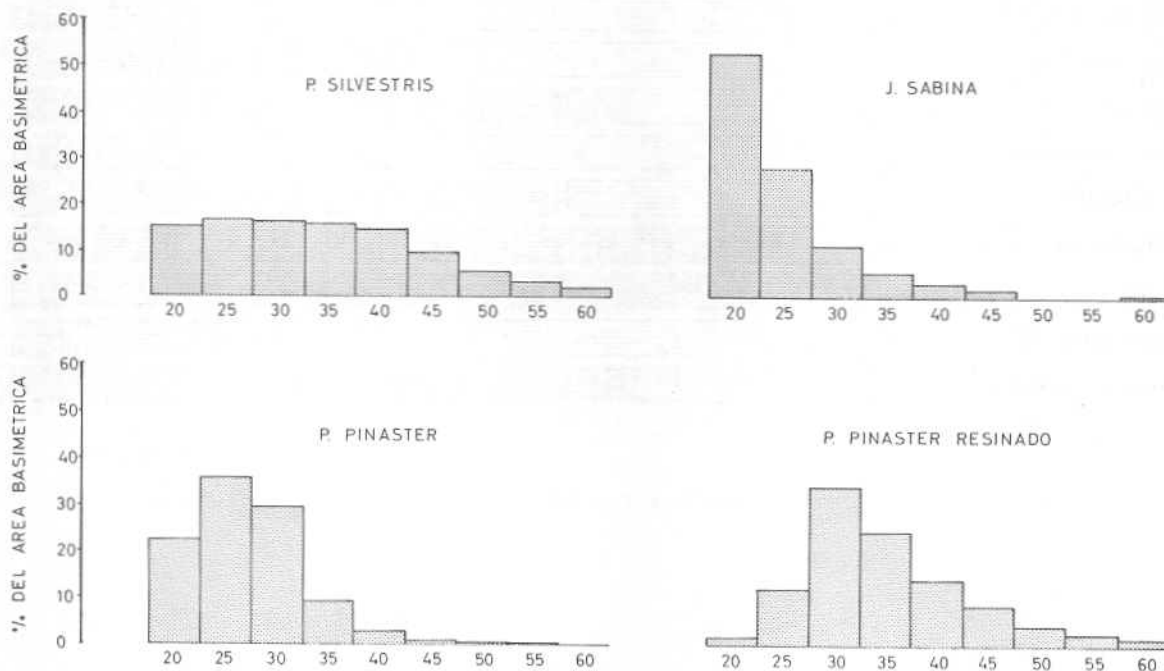 % DEL AREA BASIMETRICA
60
50
40
30
20
10
0
P. SILVESTRIS
20 25 30 35 40 45 50 55 60
J. SABINA
20 25 30 35 40 45 50 55 60
% DEL AREA BASIMETRICA
60
50
40
30
20
10
0
P. PINASTER
20 25 30 35 40 45 50 55 60
P. PINASTER RESINADO
20 25 30 35 40 45 50 55 60